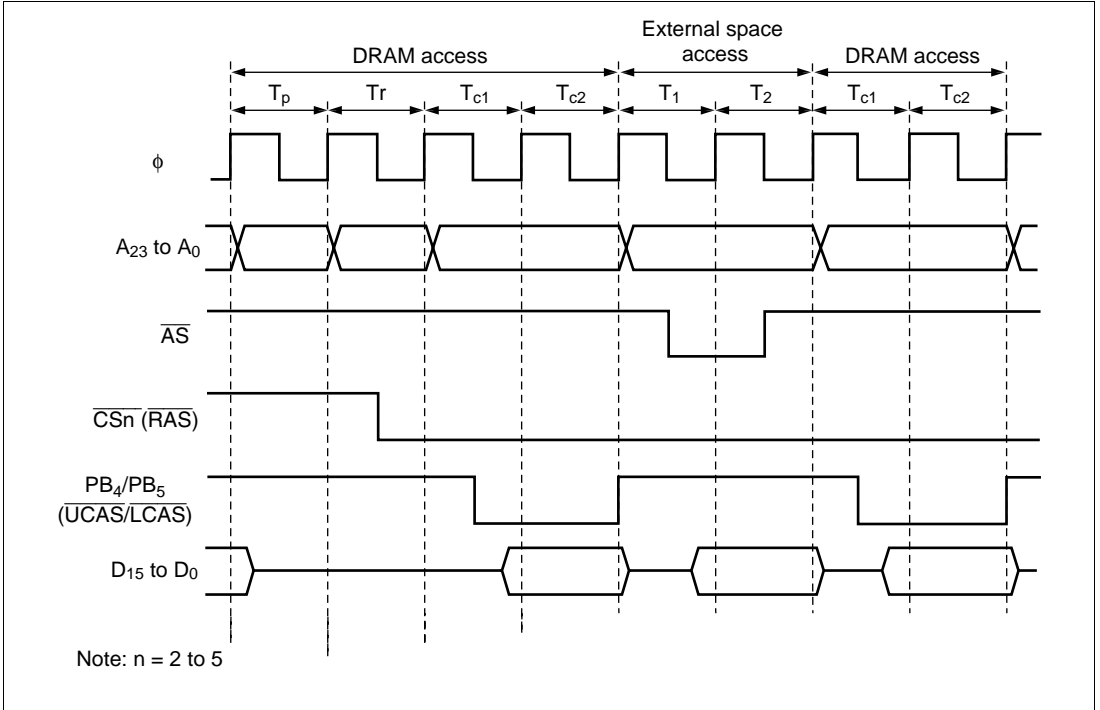 External space
access
DRAM access
DRAM access
Tp
Tr
Tc1
Tc2
T1
T2
Tc1
Tc2
φ
A23 to A0
AS
CSn (RAS)
PB4/PB5
(UCAS/LCAS)
D15 to D0
Note: n = 2 to 5